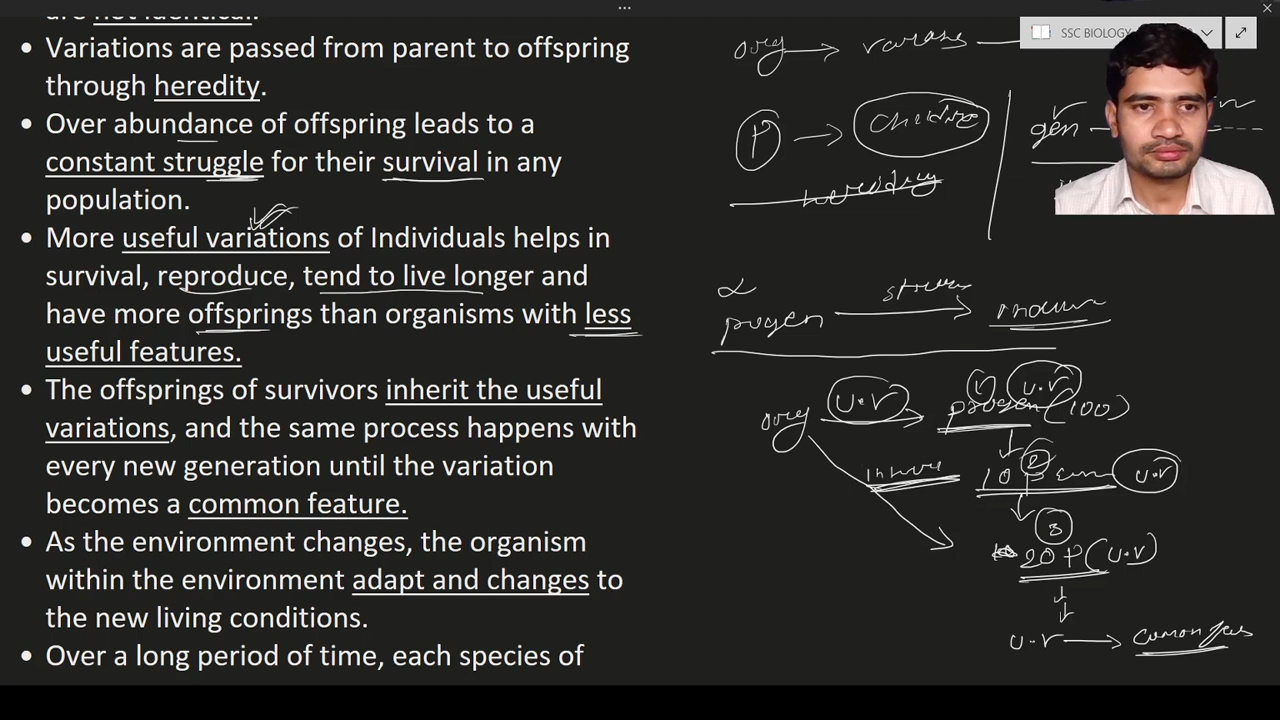 are not identical.
• Variations are passed from parent to offspring
through heredity.
• Over abundance of offspring leads to a
constant struggle for their survival in any
population.
• More useful variations of Individuals helps in
survival, reproduce, tend to live longer and
have more offsprings than organisms with less
useful features.
• The offsprings of survivors inherit the useful
variations, and the same process happens with
every new generation until the variation
becomes a common feature.
• As the environment changes, the organism
within the environment adapt and changes to
the new living conditions.
• Over a long period of time, each species of
SSC BIOLOGY
P
heredity
gen
progen
U.V
U.V
progen (100)
10
U.V
20 P (U.V)
U.V